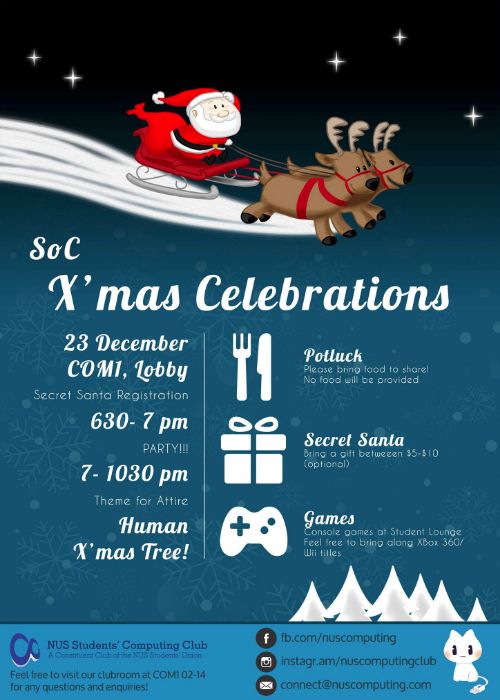 SoC
X'mas Celebrations
23 December
COM1, Lobby
Secret Santa Registration
630- 7 pm
PARTY!!!
7- 1030 pm
Theme for Attire
Human
X'mas Tree!
Potluck
Please bring food to share!
No food will be provided
Secret Santa
Bring a gift betweeen $5-$10
(optional)
Games
Console games at Student Lounge
Feel free to bring along XBox 360/
Wii titles
NUS Students' Computing Club
A Constituent Club of the NUS Students' Union
Feel free to visit our clubroom at COM1 02-14
for any questions and enquiries!
fb.com/nuscomputing
instagr.am/nuscomputingclub
connect@nuscomputing.com